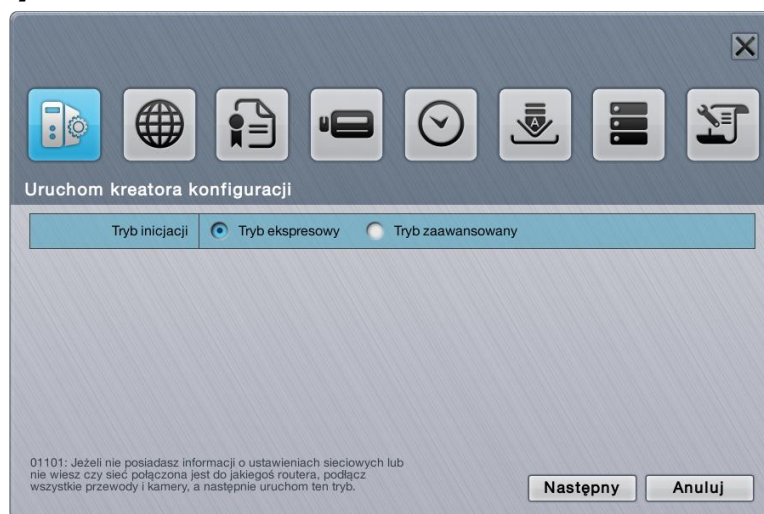 Uruchom kreatora konfiguracji
Tryb inicjacji Tryb ekspresowy Tryb zaawansowany
01101: Jeżeli nie posiadasz informacji o ustawieniach sieciowych lub
nie wiesz czy sieć połączona jest do jakiegoś routera, podłącz
wszystkie przewody i kamery, a następnie uruchom ten tryb.
Następny Anuluj